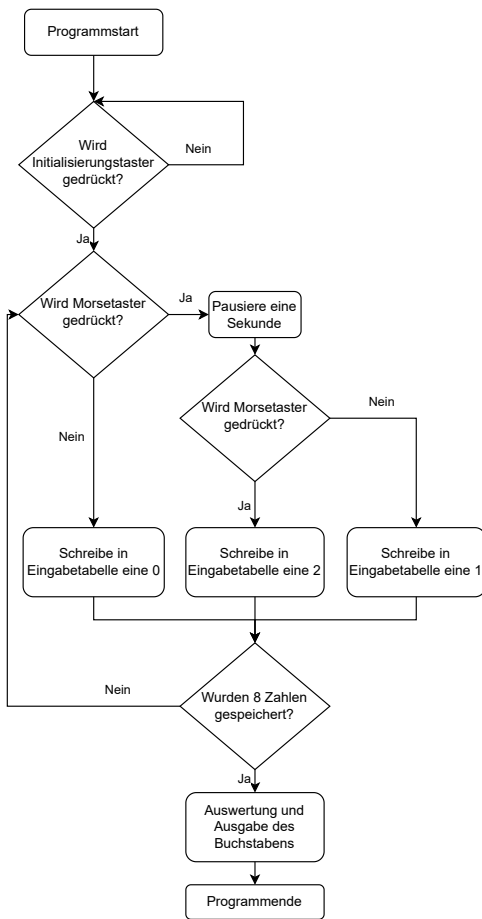 Programmstart
Wird
Initialisierungstaster
gedrückt?
Nein
Ja
Wird Morsetaster
gedrückt?
Ja
Pausiere eine
Sekunde
Wird Morsetaster
gedrückt?
Nein
Nein
Ja
Schreibe in
Eingabetabelle eine 0
Schreibe in
Eingabetabelle eine 2
Schreibe in
Eingabetabelle eine 1
Wurden 8 Zahlen
gespeichert?
Nein
Ja
Auswertung und
Ausgabe des
Buchstabens
Programmende